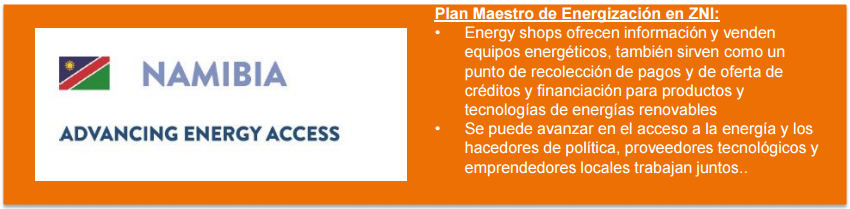 NAMIBIA
ADVANCING ENERGY ACCESS
Plan Maestro de Energización en ZNI:
• Energy shops ofrecen información y venden
equipos energéticos, también sirven como un
punto de recolección de pagos y de oferta de
créditos y financiación para productos y
tecnologías de energías renovables
• Se puede avanzar en el acceso a la energía y los
hacedores de política, proveedores tecnológicos y
emprendedores locales trabajan juntos..